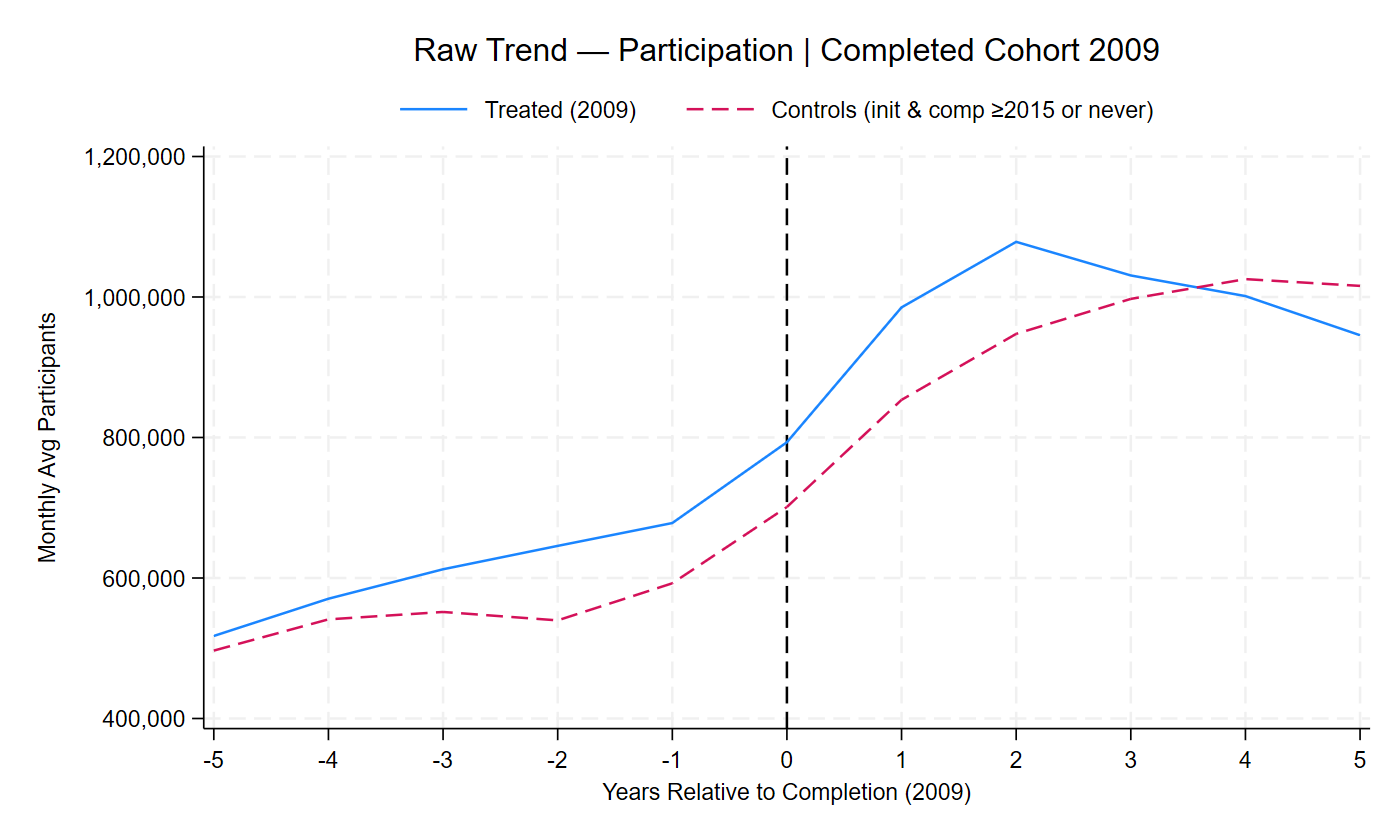 Raw Trend — Participation | Completed Cohort 2009
Treated (2009)
Controls (init & comp ≥2015 or never)
1,200,000
1,000,000
800,000
600,000
400,000
Monthly Avg Participants
-5 -4 -3 -2 -1 0 1 2 3 4 5
Years Relative to Completion (2009)